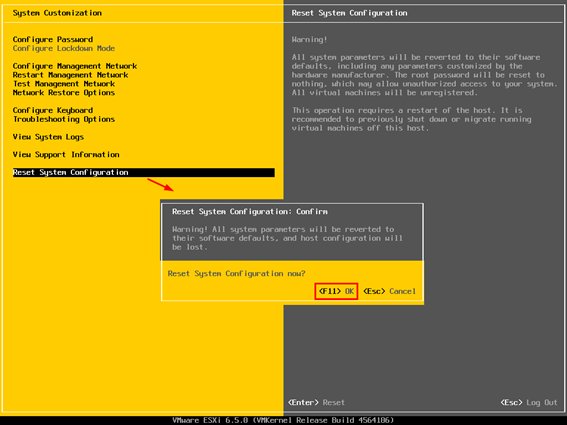 System Customization
Configure Password
Configure Lockdown Mode
Configure Management Network
Restart Management Network
Test Management Network
Network Restore Options
Configure Keyboard
Troubleshooting Options
View System Logs
View Support Information
Reset System Configuration
Reset System Configuration
Warning!
All system parameters will be reverted to their software
defaults, including any parameters customized by the
hardware manufacturer. The root password will be reset to
nothing, which may allow unauthorized access to your system.
All virtual machines will be unregistered.
This operation requires a restart of the host. It is
recommended to previously shut down or migrate running
virtual machines off this host.
Reset System Configuration: Confirm
Warning! All system parameters will be reverted to
their software defaults, and host configuration will
be lost.
Reset System Configuration now?
<F11> OK <Esc> Cancel
<Enter> Reset <Esc> Log Out
VMware ESXi 6.5.0 (VMKernel Release Build 4564106)